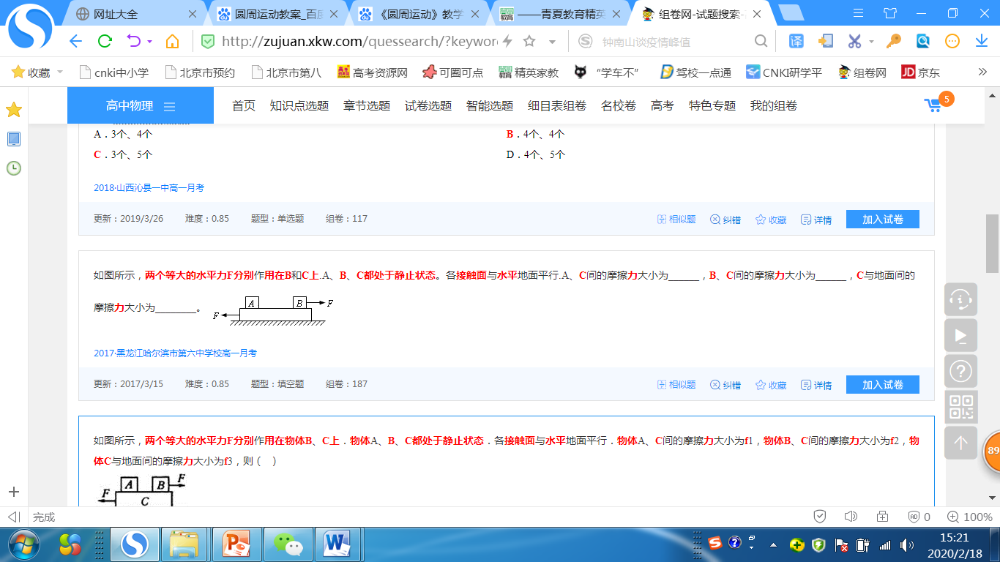 网址大全
圆周运动教案_百度
《圆周运动》教学
——青夏教育精英
组卷网-试题搜索-
http://zujuan.xkw.com/quessearch/?keywor
钟南山谈疫情峰值
译
收藏
cnki中小学
北京市预约
北京市第八
高考资源网
可圈可点
精英家教
“学车不”
驾校一点通
CNKI研学平
组卷网
JD 京东
高中物理
首页
知识点选题
章节选题
试卷选题
智能选题
细目表组卷
名校卷
高考
特色专题
我的组卷
5
A．3个、4个
B．4个、4个
C．3个、5个
D．4个、5个
2018·山西沁县一中高一月考
更新：2019/3/26 难度：0.85 题型：单选题 组卷：117 相似题 纠错 收藏 详情 加入试卷
如图所示，两个等大的水平力F分别作用在B和C上.A、B、C都处于静止状态。各接触面与水平地面平行.A、C间的摩擦力大小为______，B、C间的摩擦力大小为______，C与地面间的
摩擦力大小为________。
A B F
F
2017·黑龙江哈尔滨市第六中学校高一月考
更新：2017/3/15 难度：0.85 题型：填空题 组卷：187 相似题 纠错 收藏 详情 加入试卷
如图所示，两个等大的水平力F分别作用在物体B、C上．物体A、B、C都处于静止状态．各接触面与水平地面平行．物体A、C间的摩擦力大小为f1，物体B、C间的摩擦力大小为f2，物
体C与地面间的摩擦力大小为f3，则（ ）
A B F
F C
89
完成
0
100%
15:21
2020/2/18